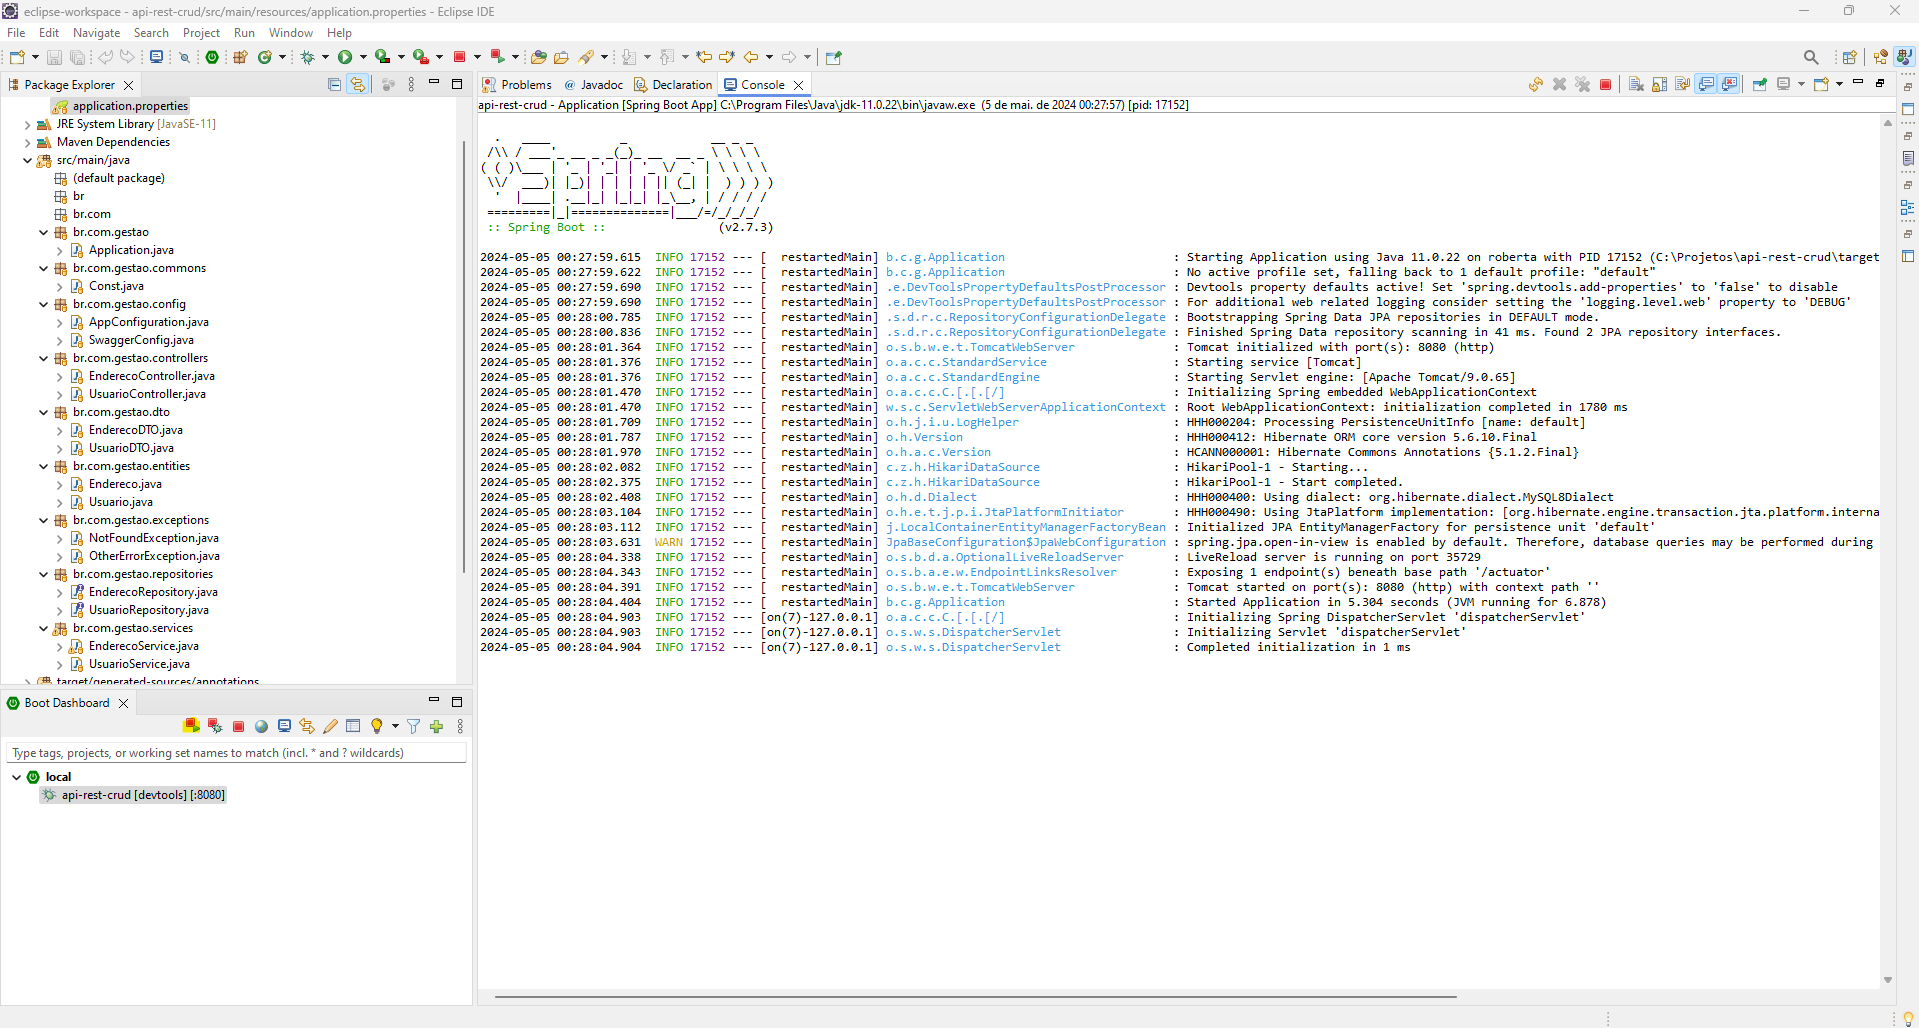 eclipse-workspace - api-rest-crud/src/main/resources/application.properties - Eclipse IDE
File Edit Navigate Search Project Run Window Help
Package Explorer
application.properties
JRE System Library [JavaSE-11]
Maven Dependencies
src/main/java
(default package)
br
br.com
br.com.gestao
Application.java
br.com.gestao.commons
Const.java
br.com.gestao.config
AppConfiguration.java
SwaggerConfig.java
br.com.gestao.controllers
EnderecoController.java
UsuarioController.java
br.com.gestao.dto
EnderecoDTO.java
UsuarioDTO.java
br.com.gestao.entities
Endereco.java
Usuario.java
br.com.gestao.exceptions
NotFoundException.java
OtherErrorException.java
br.com.gestao.repositories
EnderecoRepository.java
UsuarioRepository.java
br.com.gestao.services
EnderecoService.java
UsuarioService.java
target/generated-sources/annotations
Boot Dashboard
Type tags, projects, or working set names to match (incl. * and ? wildcards)
local
api-rest-crud [devtools] [:8080]
Problems @ Javadoc Declaration Console
api-rest-crud - Application [Spring Boot App] C:\Program Files\Java\jdk-11.0.22\bin\javaw.exe (5 de mai. de 2024 00:27:57) [pid: 17152]
Spring
:: Spring Boot :: (v2.7.3)
2024-05-05 00:27:59.615 INFO 17152 --- [ restartedMain] b.c.g.Application : Starting Application using Java 11.0.22 on roberta with PID 17152 (C:\Projetos\api-rest-crud\target
2024-05-05 00:27:59.622 INFO 17152 --- [ restartedMain] b.c.g.Application : No active profile set, falling back to 1 default profile: "default"
2024-05-05 00:27:59.690 INFO 17152 --- [ restartedMain] .e.DevToolsPropertyDefaultsPostProcessor : Devtools property defaults active! Set 'spring.devtools.add-properties' to 'false' to disable
2024-05-05 00:27:59.690 INFO 17152 --- [ restartedMain] .e.DevToolsPropertyDefaultsPostProcessor : For additional web related logging consider setting the 'logging.level.web' property to 'DEBUG'
2024-05-05 00:28:00.785 INFO 17152 --- [ restartedMain] .s.d.r.c.RepositoryConfigurationDelegate : Bootstrapping Spring Data JPA repositories in DEFAULT mode.
2024-05-05 00:28:00.836 INFO 17152 --- [ restartedMain] .s.d.r.c.RepositoryConfigurationDelegate : Finished Spring Data repository scanning in 41 ms. Found 2 JPA repository interfaces.
2024-05-05 00:28:01.364 INFO 17152 --- [ restartedMain] o.s.b.w.e.t.TomcatWebServer : Tomcat initialized with port(s): 8080 (http)
2024-05-05 00:28:01.376 INFO 17152 --- [ restartedMain] o.a.c.c.StandardService : Starting service [Tomcat]
2024-05-05 00:28:01.376 INFO 17152 --- [ restartedMain] o.a.c.c.StandardEngine : Starting Servlet engine: [Apache Tomcat/9.0.65]
2024-05-05 00:28:01.470 INFO 17152 --- [ restartedMain] o.a.c.c.C.[.[.[/] : Initializing Spring embedded WebApplicationContext
2024-05-05 00:28:01.470 INFO 17152 --- [ restartedMain] w.s.c.ServletWebServerApplicationContext : Root WebApplicationContext: initialization completed in 1780 ms
2024-05-05 00:28:01.709 INFO 17152 --- [ restartedMain] o.h.j.i.u.LogHelper : HHH000204: Processing PersistenceUnitInfo [name: default]
2024-05-05 00:28:01.787 INFO 17152 --- [ restartedMain] o.h.Version : HHH000412: Hibernate ORM core version 5.6.10.Final
2024-05-05 00:28:01.970 INFO 17152 --- [ restartedMain] o.h.a.c.Version : HCANN000001: Hibernate Commons Annotations {5.1.2.Final}
2024-05-05 00:28:02.082 INFO 17152 --- [ restartedMain] c.z.h.HikariDataSource : HikariPool-1 - Starting...
2024-05-05 00:28:02.375 INFO 17152 --- [ restartedMain] c.z.h.HikariDataSource : HikariPool-1 - Start completed.
2024-05-05 00:28:02.408 INFO 17152 --- [ restartedMain] o.h.d.Dialect : HHH000400: Using dialect: org.hibernate.dialect.MySQL8Dialect
2024-05-05 00:28:03.104 INFO 17152 --- [ restartedMain] o.h.e.t.j.p.i.JtaPlatformInitiator : HHH000490: Using JtaPlatform implementation: [org.hibernate.engine.transaction.jta.platform.interna
2024-05-05 00:28:03.112 INFO 17152 --- [ restartedMain] j.LocalContainerEntityManagerFactoryBean : Initialized JPA EntityManagerFactory for persistence unit 'default'
2024-05-05 00:28:03.631 WARN 17152 --- [ restartedMain] JpaBaseConfiguration$JpaWebConfiguration : spring.jpa.open-in-view is enabled by default. Therefore, database queries may be performed during
2024-05-05 00:28:04.338 INFO 17152 --- [ restartedMain] o.s.b.d.a.OptionalLiveReloadServer : LiveReload server is running on port 35729
2024-05-05 00:28:04.343 INFO 17152 --- [ restartedMain] o.s.b.a.e.w.EndpointLinksResolver : Exposing 1 endpoint(s) beneath base path '/actuator'
2024-05-05 00:28:04.391 INFO 17152 --- [ restartedMain] o.s.b.w.e.t.TomcatWebServer : Tomcat started on port(s): 8080 (http) with context path ''
2024-05-05 00:28:04.404 INFO 17152 --- [ restartedMain] b.c.g.Application : Started Application in 5.304 seconds (JVM running for 6.878)
2024-05-05 00:28:04.903 INFO 17152 --- [on(7)-127.0.0.1] o.a.c.c.C.[.[.[/] : Initializing Spring DispatcherServlet 'dispatcherServlet'
2024-05-05 00:28:04.903 INFO 17152 --- [on(7)-127.0.0.1] o.s.w.s.DispatcherServlet : Initializing Servlet 'dispatcherServlet'
2024-05-05 00:28:04.904 INFO 17152 --- [on(7)-127.0.0.1] o.s.w.s.DispatcherServlet : Completed initialization in 1 ms